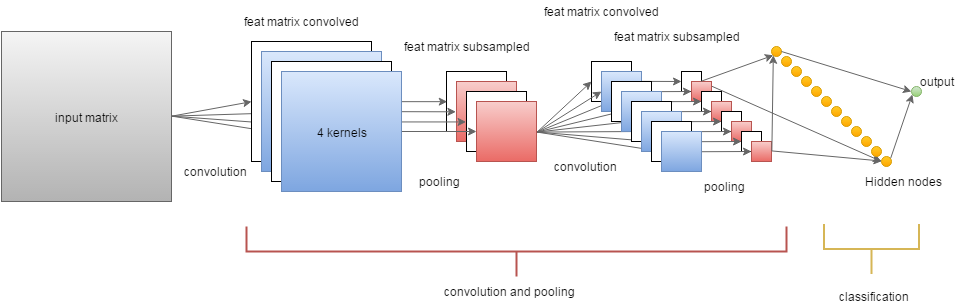 feat matrix convolved
feat matrix convolved
feat matrix subsampled
feat matrix subsampled
input matrix
4 kernels
output
convolution
pooling
convolution
pooling
Hidden nodes
convolution and pooling
classification